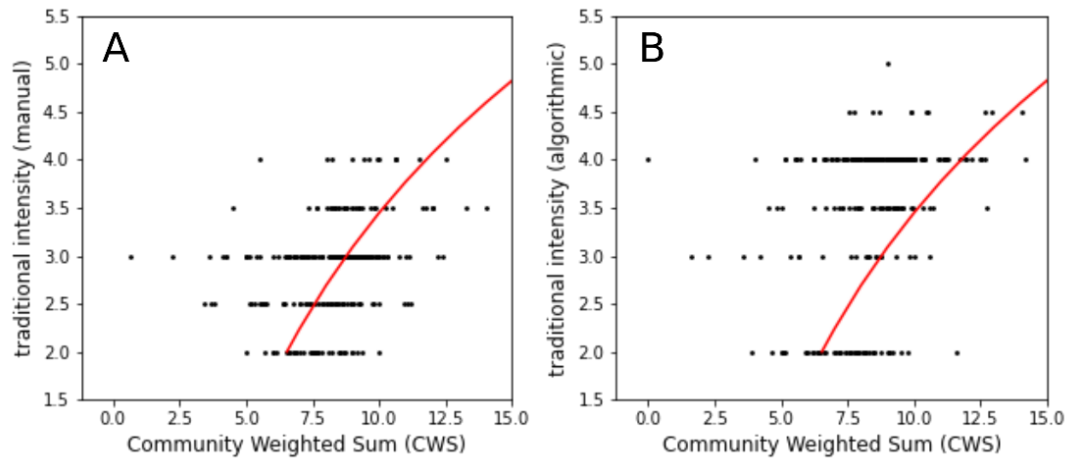 A
traditional intensity (manual)
5.5
5.0
4.5
4.0
3.5
3.0
2.5
2.0
1.5
0.0 2.5 5.0 7.5 10.0 12.5 15.0
Community Weighted Sum (CWS)
B
traditional intensity (algorithmic)
5.5
5.0
4.5
4.0
3.5
3.0
2.5
2.0
1.5
0.0 2.5 5.0 7.5 10.0 12.5 15.0
Community Weighted Sum (CWS)